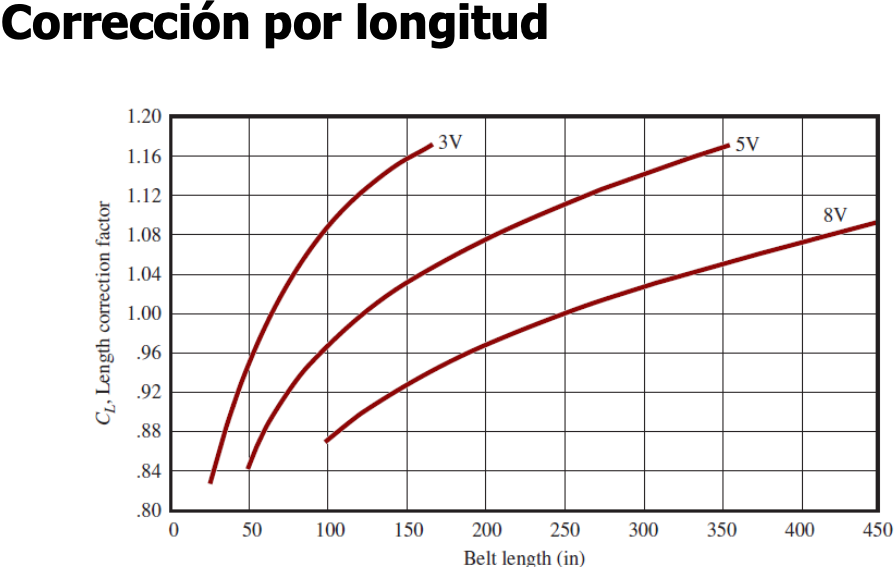 Corrección por longitud
1.20
1.16
1.12
1.08
1.04
1.00
.96
.92
.88
.84
.80
C_L, Length correction factor
3V
5V
8V
0 50 100 150 200 250 300 350 400 450
Belt length (in)